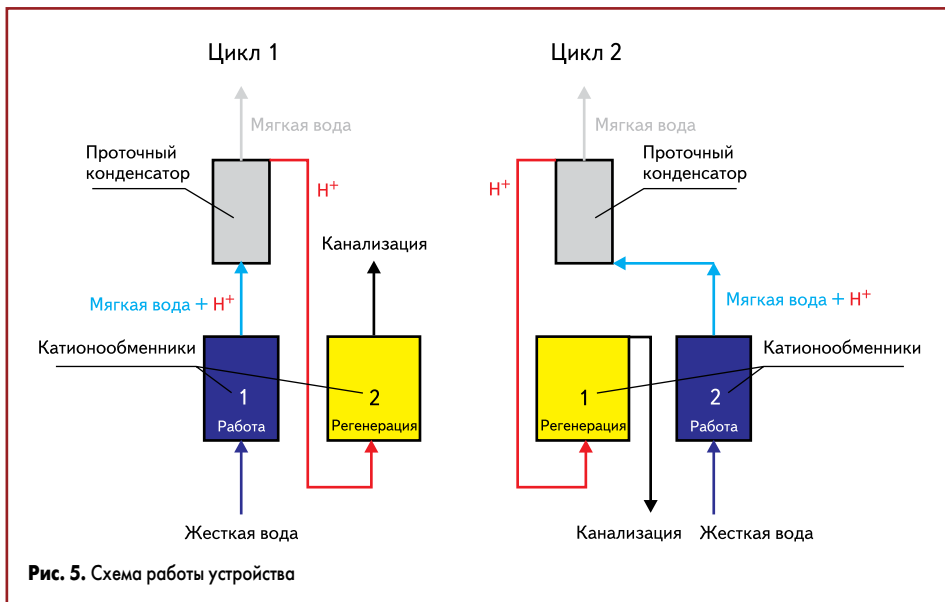 Цикл 1
Мягкая вода
Проточный
конденсатор
H⁺
Канализация
Мягкая вода + H⁺
Катионообменники
1
Работа
2
Регенерация
Жесткая вода
Цикл 2
Мягкая вода
Проточный
конденсатор
H⁺
Мягкая вода + H⁺
Катионообменники
1
Регенерация
2
Работа
Канализация
Жесткая вода
Рис. 5. Схема работы устройства